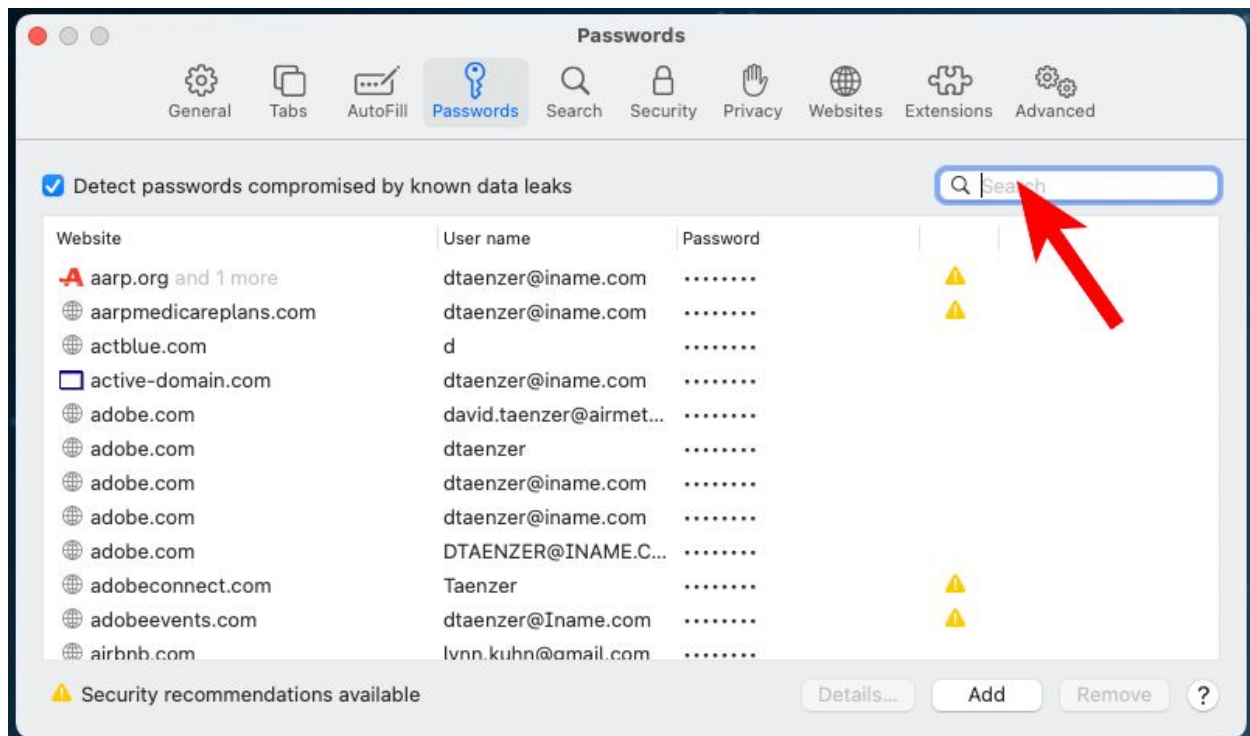 Passwords
General Tabs AutoFill Passwords Search Security Privacy Websites Extensions Advanced
Detect passwords compromised by known data leaks Search
Website User name Password
aarp.org and 1 more dtaenzer@iname.com ••••••••
aarpmedicareplans.com dtaenzer@iname.com ••••••••
actblue.com d ••••••••
active-domain.com dtaenzer@iname.com ••••••••
adobe.com david.taenzer@airmet... ••••••••
adobe.com dtaenzer ••••••••
adobe.com dtaenzer@iname.com ••••••••
adobe.com dtaenzer@iname.com ••••••••
adobe.com DTAENZER@INAME.C... ••••••••
adobeconnect.com Taenzer ••••••••
adobeevents.com dtaenzer@Iname.com ••••••••
airbnb.com lynn.kuhn@gmail.com ••••••••
Security recommendations available Details... Add Remove ?